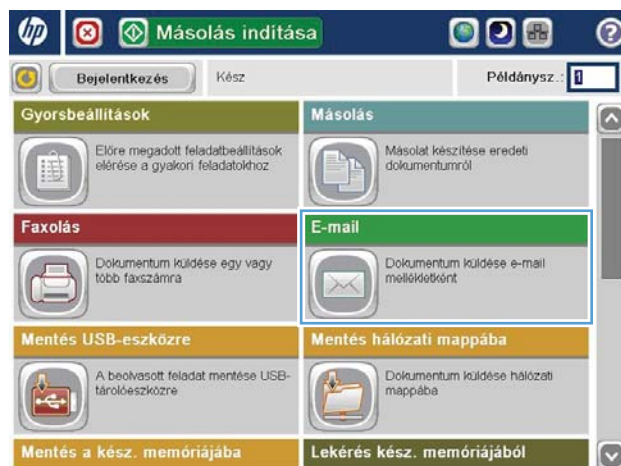 hp
Másolás indítása
?
Bejelentkezés
Kész
Példánysz.:
1
Gyorsbeállítások
Másolás
Előre megadott feladatbeállítások
elérése a gyakori feladatokhoz
Másolat készítése eredeti
dokumentumról
Faxolás
E-mail
Dokumentum küldése egy vagy
több faxszámra
Dokumentum küldése e-mail
mellékletként
Mentés USB-eszközre
Mentés hálózati mappába
A beolvasott feladat mentése USB-
tárolóeszközre
Dokumentum küldése hálózati
mappába
Mentés a kész. memóriájába
Lekérés kész. memóriájából